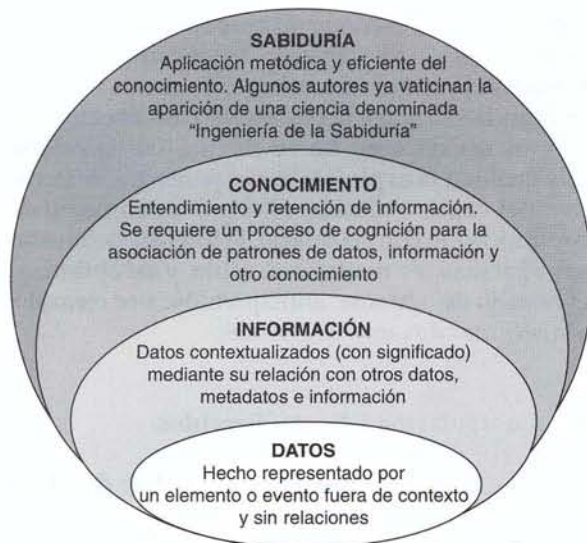 SABIDURÍA
Aplicación metódica y eficiente del
conocimiento. Algunos autores ya vaticinan la
aparición de una ciencia denominada
“Ingeniería de la Sabiduría”
CONOCIMIENTO
Entendimiento y retención de información.
Se requiere un proceso de cognición para la
asociación de patrones de datos, información y
otro conocimiento
INFORMACIÓN
Datos contextualizados (con significado)
mediante su relación con otros datos,
metadatos e información
DATOS
Hecho representado por
un elemento o evento fuera de contexto
y sin relaciones